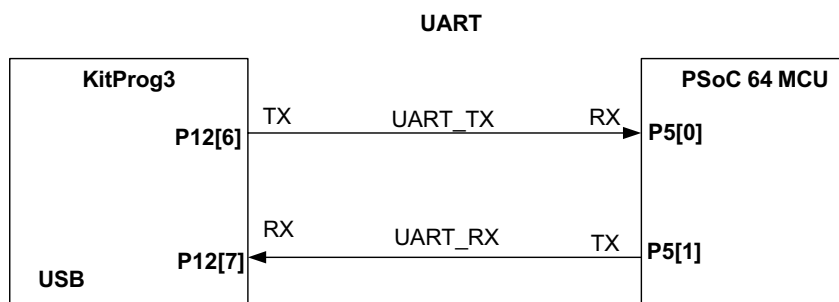 UART
KitProg3
PSoC 64 MCU
TX
UART_TX
RX
P12[6]
P5[0]
RX
UART_RX
TX
P12[7]
P5[1]
USB